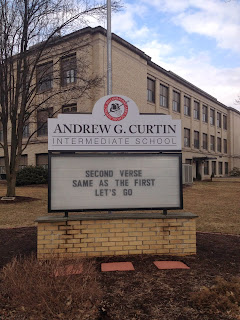 ANDREW G. CURTIN
INTERMEDIATE SCHOOL
SECOND VERSE
SAME AS THE FIRST
LET'S GO